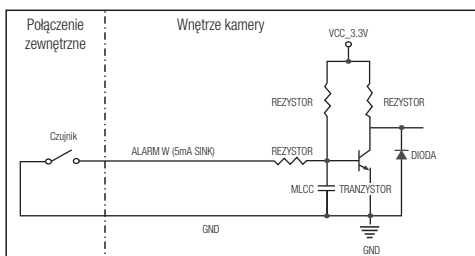 Połączenie
zewnętrzne
Wnętrze kamery
VCC_3.3V
REZYSTOR
REZYSTOR
Czujnik
ALARM W (5mA SINK)
REZYSTOR
DIODA
MLCC
TRANZYSTOR
GND
GND